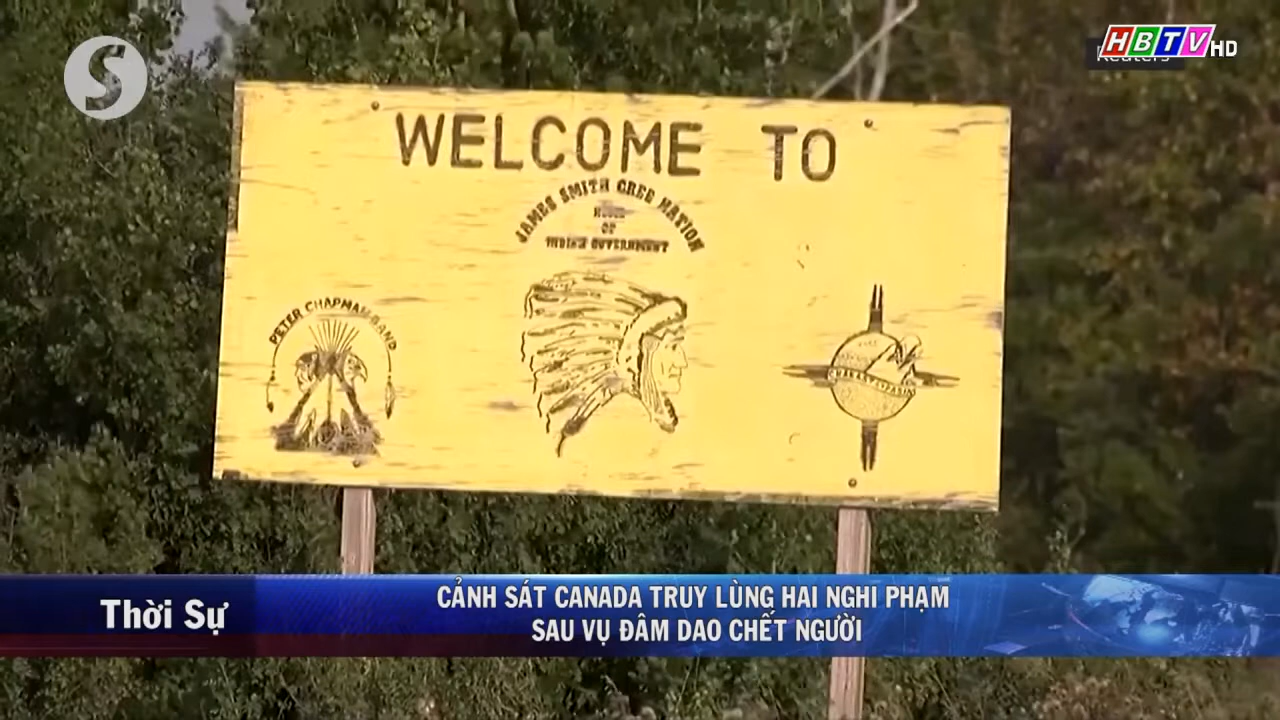 S
HBTV HD
Reuters
WELCOME TO
JAMES SMITH CREE NATION
OF
INDIAN GOVERNMENT
PETER CHAPMAN BAND
Thời Sự
CẢNH SÁT CANADA TRUY LÙNG HAI NGHI PHẠM
SAU VỤ ĐÂM DAO CHẾT NGƯỜI